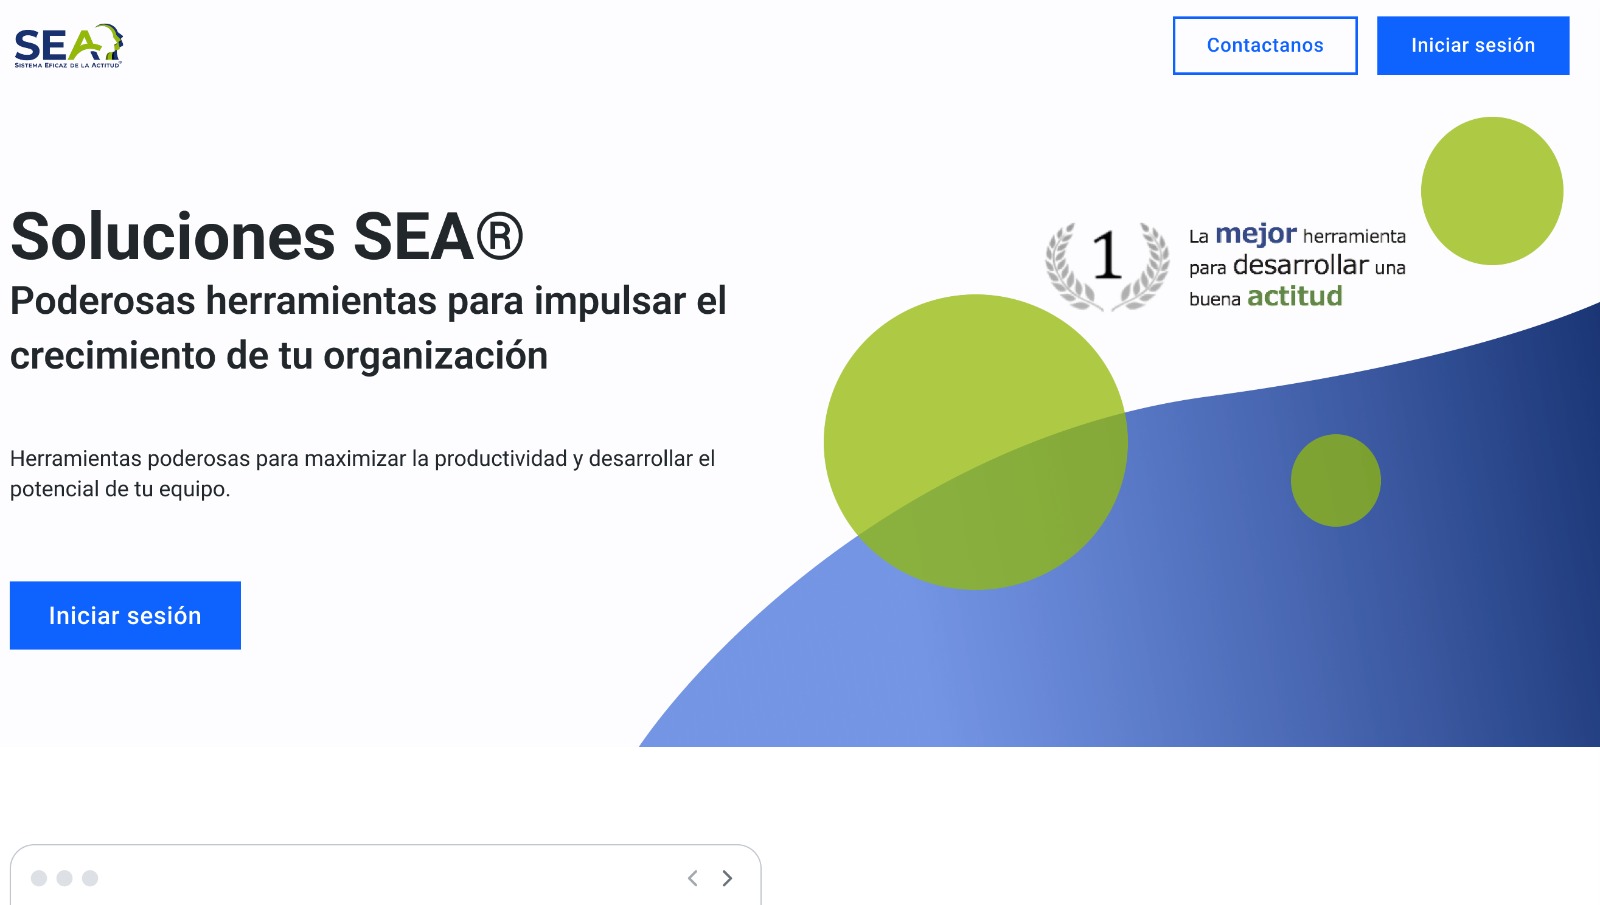 SEA
Sistema Eficaz de la Actitud®
Contactanos
Iniciar sesión
Soluciones SEA®
Poderosas herramientas para impulsar el
crecimiento de tu organización
Herramientas poderosas para maximizar la productividad y desarrollar el
potencial de tu equipo.
Iniciar sesión
1
La mejor herramienta
para desarrollar una
buena actitud